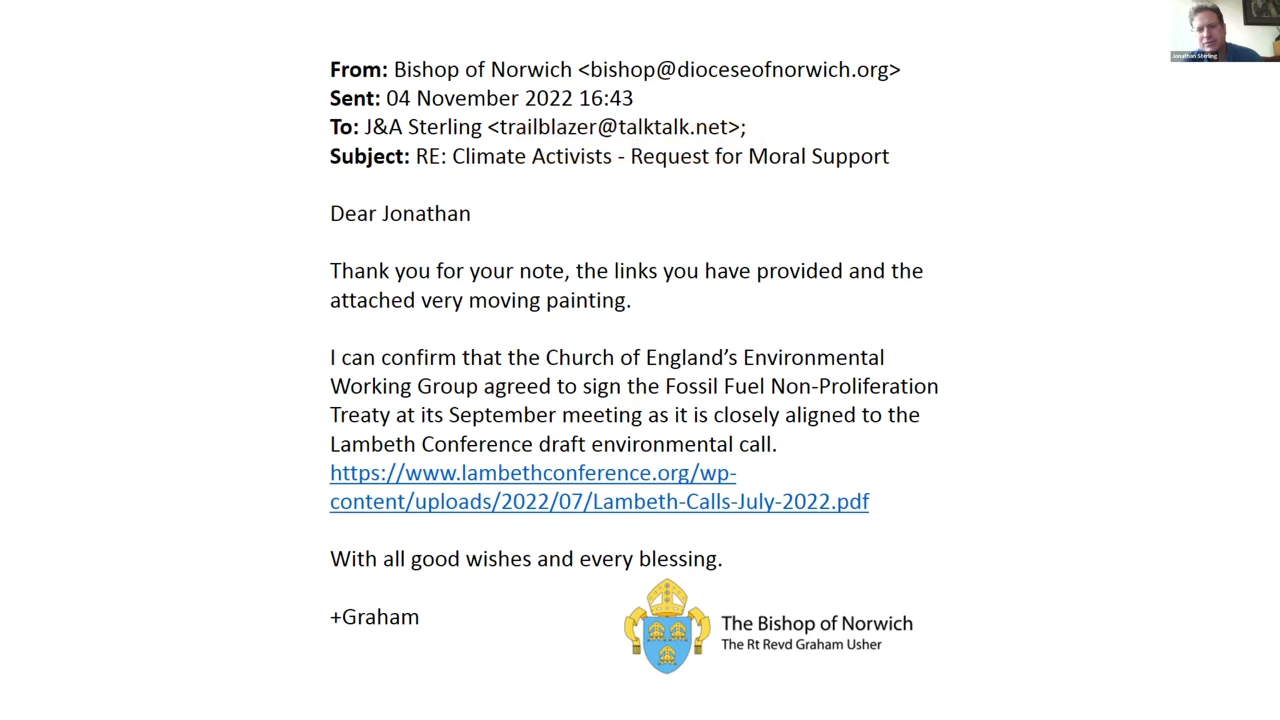 From: Bishop of Norwich <bishop@dioceseofnorwich.org>
Sent: 04 November 2022 16:43
To: J&A Sterling <trailblazer@talktalk.net>;
Subject: RE: Climate Activists - Request for Moral Support
Dear Jonathan
Thank you for your note, the links you have provided and the
attached very moving painting.
I can confirm that the Church of England’s Environmental
Working Group agreed to sign the Fossil Fuel Non-Proliferation
Treaty at its September meeting as it is closely aligned to the
Lambeth Conference draft environmental call.
https://www.lambethconference.org/wp-
content/uploads/2022/07/Lambeth-Calls-July-2022.pdf
With all good wishes and every blessing.
+Graham
The Bishop of Norwich
The Rt Revd Graham Usher
Jonathan Sterling